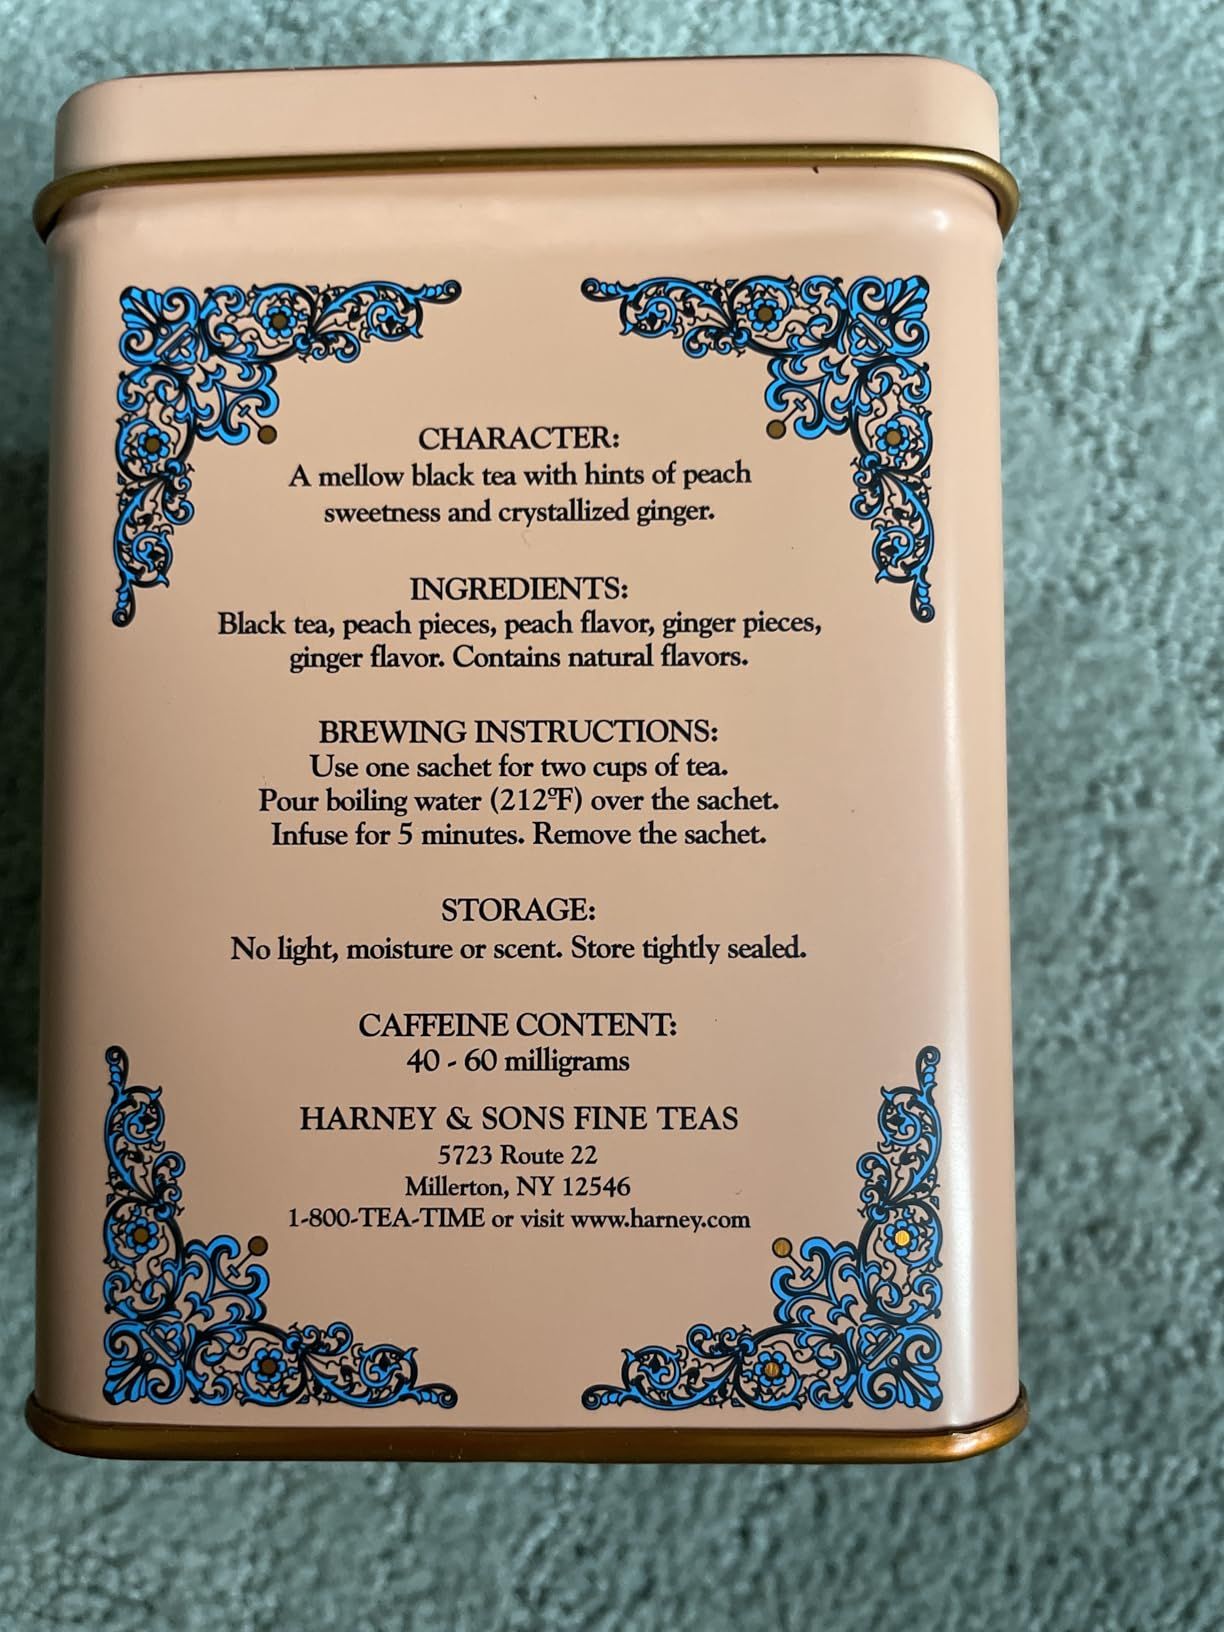 CHARACTER:
A mellow black tea with hints of peach
sweetness and crystallized ginger.
INGREDIENTS:
Black tea, peach pieces, peach flavor, ginger pieces,
ginger flavor. Contains natural flavors.
BREWING INSTRUCTIONS:
Use one sachet for two cups of tea.
Pour boiling water (212ºF) over the sachet.
Infuse for 5 minutes. Remove the sachet.
STORAGE:
No light, moisture or scent. Store tightly sealed.
CAFFEINE CONTENT:
40 - 60 milligrams
HARNEY & SONS FINE TEAS
5723 Route 22
Millerton, NY 12546
1-800-TEA-TIME or visit www.harney.com